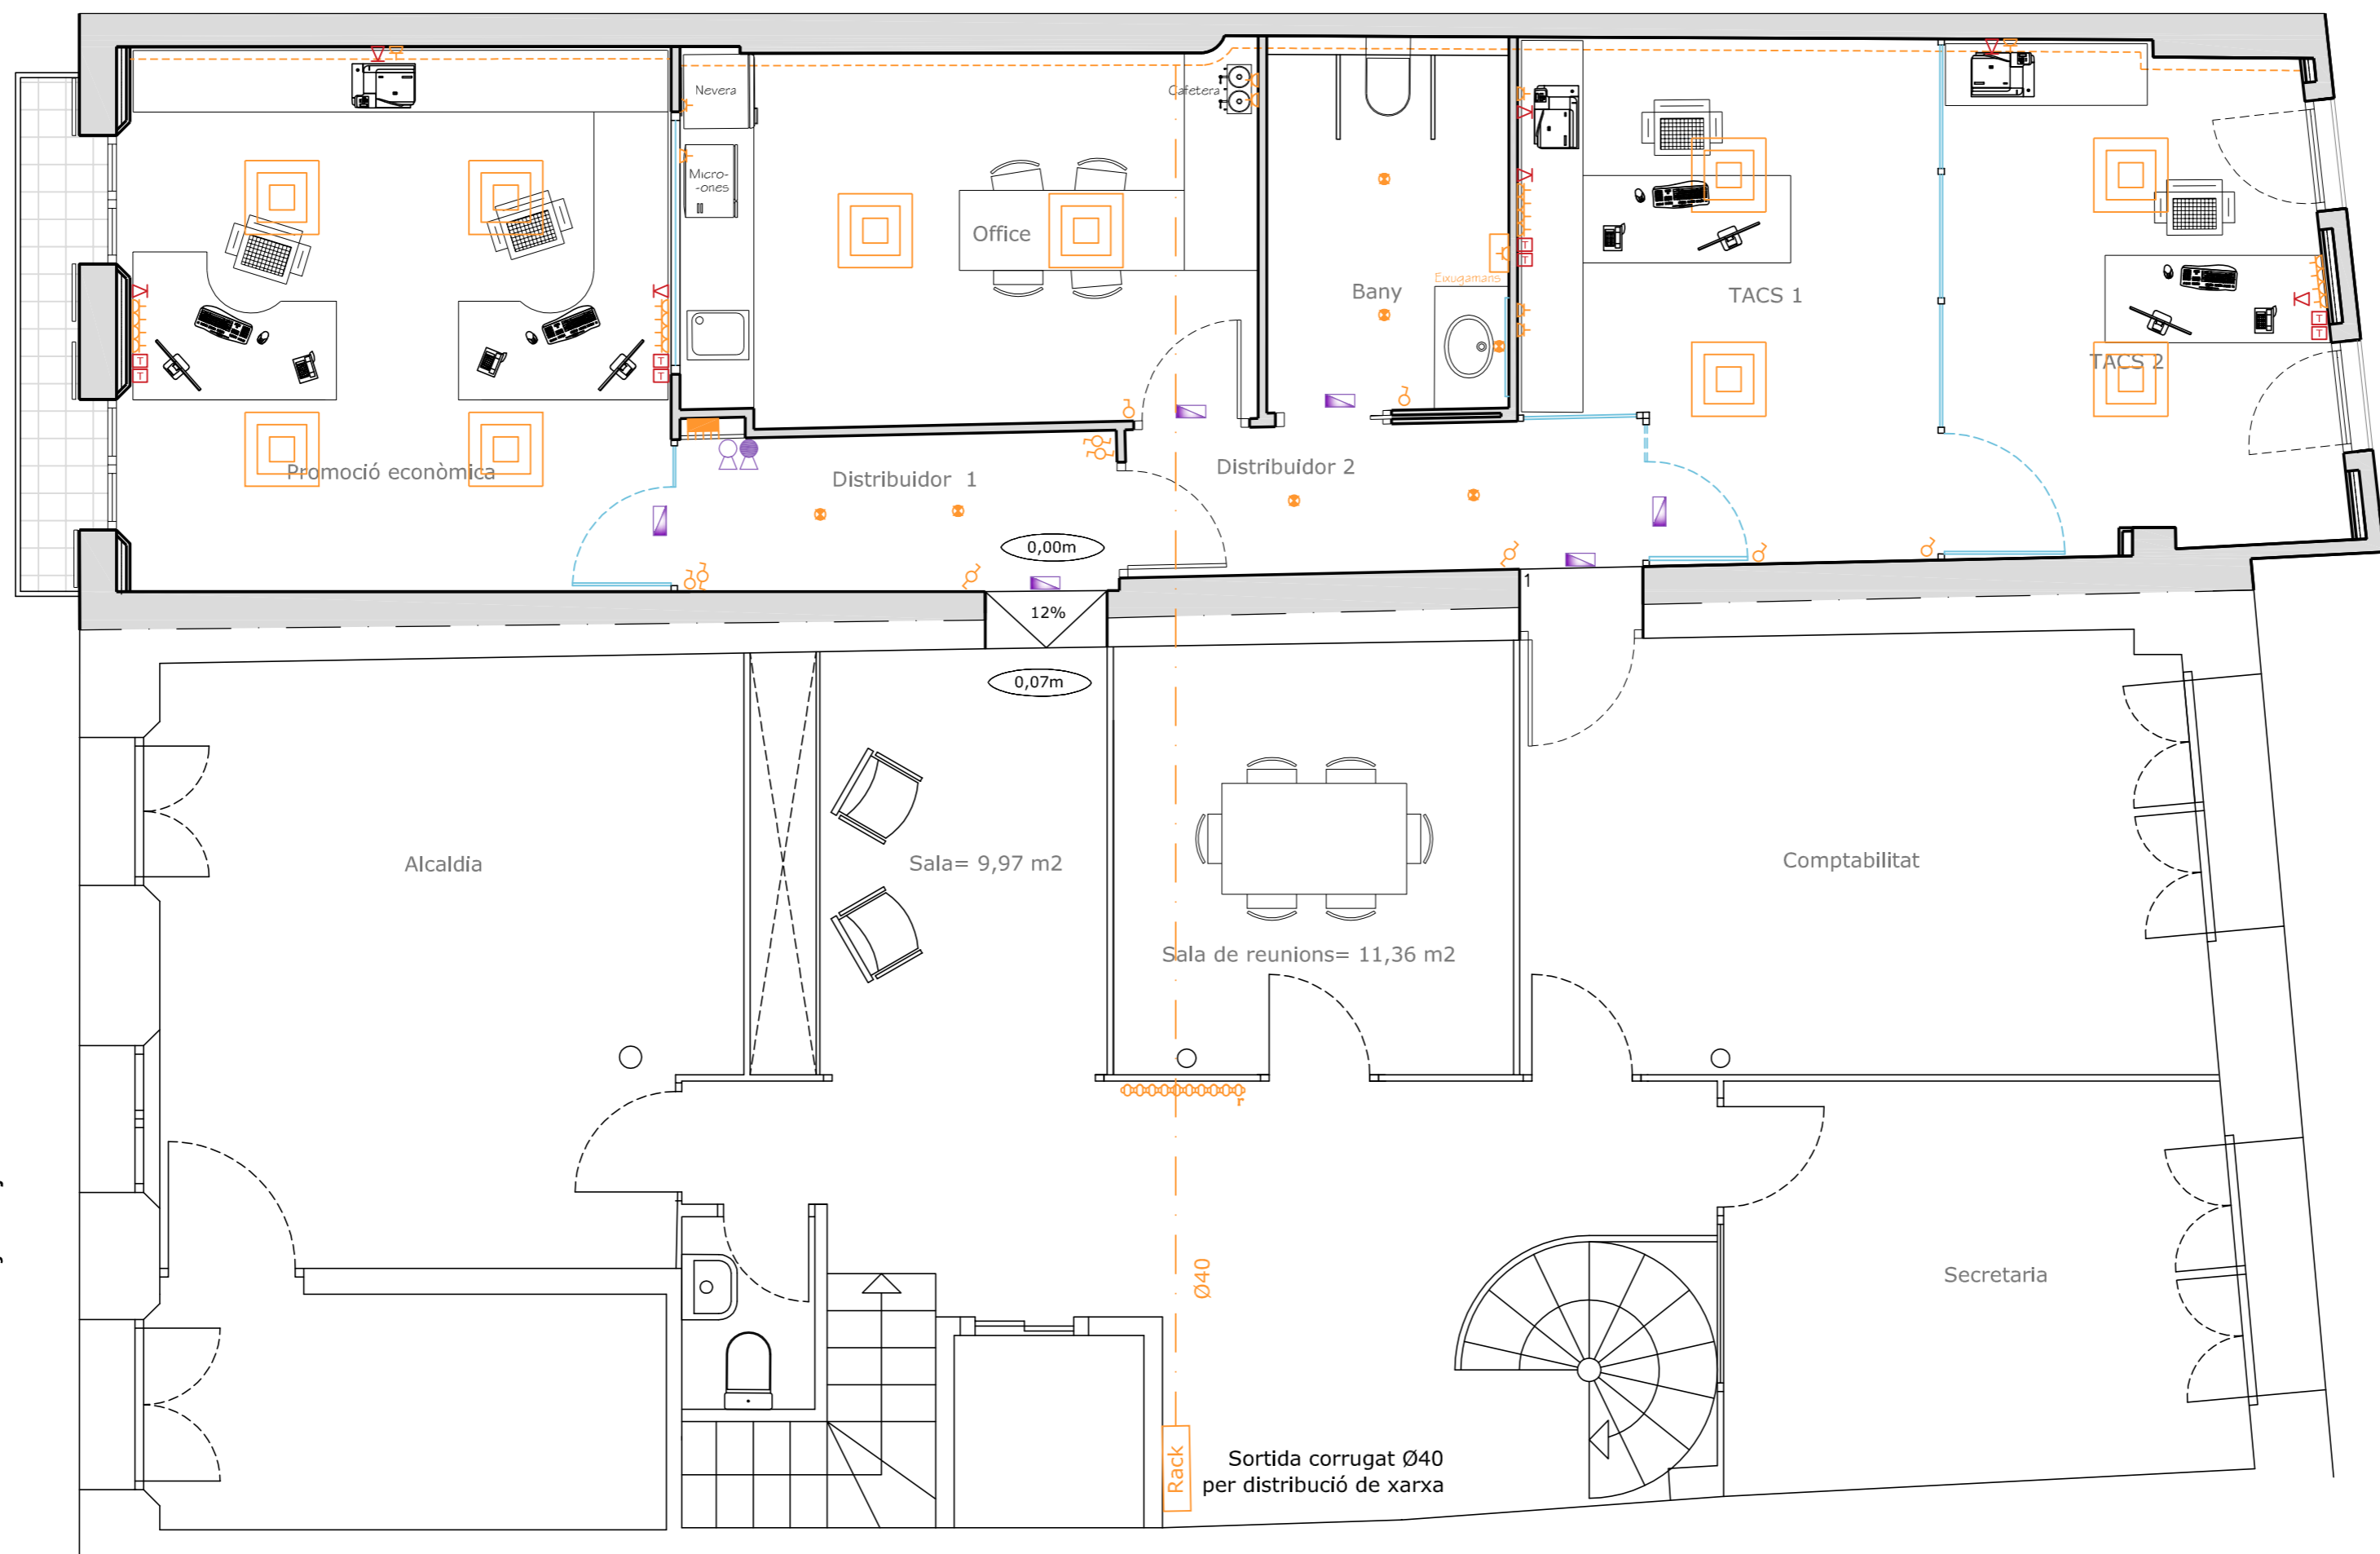 Nevera
Cafetera
Micro-
-ones
Office
Eixugamans
Bany
TACS 1
TACS 2
T
T
T
T
T
T
T
T
Promoció econòmica
Distribuidor 1
Distribuidor 2
0,00m
1
12%
0,07m
Alcaldia
Sala= 9,97 m2
Comptabilitat
Sala de reunions= 11,36 m2
r
Ø40
Secretaria
Rack
Sortida corrugat Ø40
per distribució de xarxa